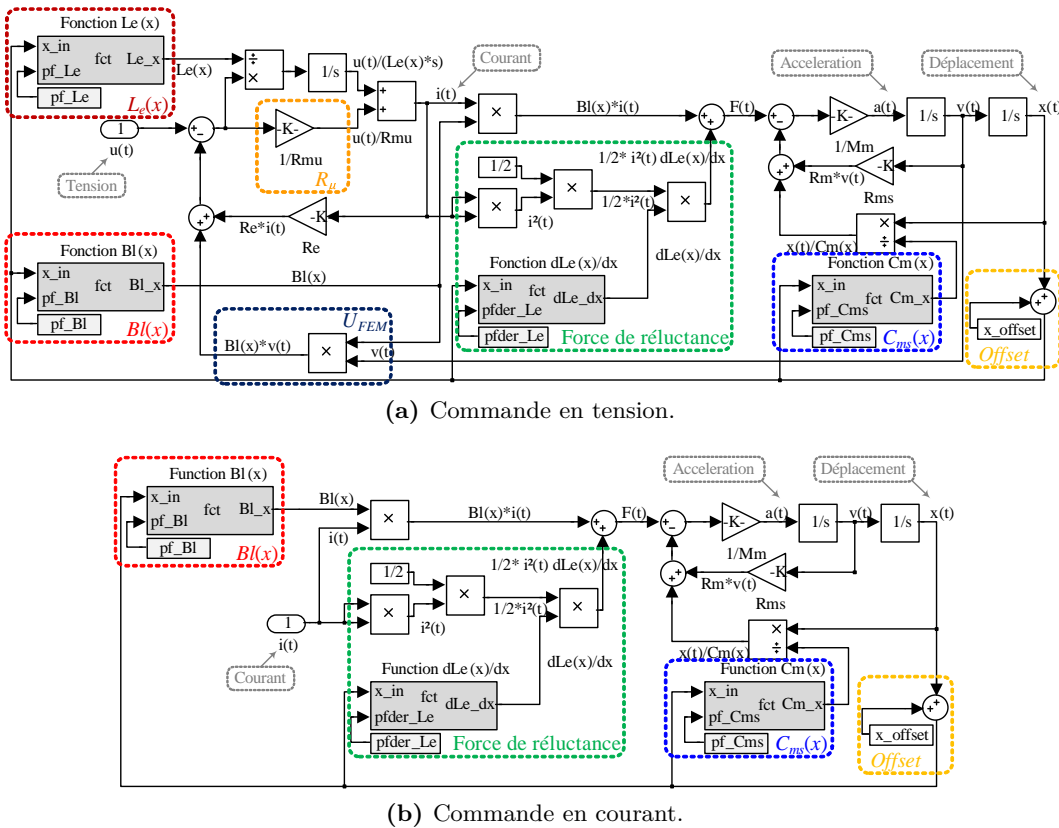 Fonction Le(x)
x_in
fct
Le_x
pf_Le
pf_Le
Le(x)
L_e(x)
÷
×
1/s
u(t)/(Le(x)*s)
+
+
Courant
i(t)
×
Bl(x)*i(t)
+
+
F(t)
+
-
-K-
1/Mm
Acceleration
a(t)
1/s
v(t)
1/s
Déplacement
x(t)
1
u(t)
Tension
+
-
-K-
1/Rmu
R_μ
u(t)/Rmu
1/2
×
×
i²(t)
1/2*i²(t)
1/2* i²(t) dLe(x)/dx
×
dLe(x)/dx
+
+
Rm*v(t)
-K
Rms
+
+
Re*i(t)
-K
Re
×
÷
x(t)/Cm(x)
Fonction Bl(x)
x_in
fct
Bl_x
pf_Bl
pf_Bl
Bl(x)
Bl(x)
Fonction dLe(x)/dx
x_in
fct
dLe_dx
pfder_Le
pfder_Le
Force de réluctance
Fonction Cm(x)
x_in
fct
Cm_x
pf_Cms
pf_Cms
C_ms(x)
+
+
x_offset
Offset
U_FEM
Bl(x)*v(t)
×
v(t)
(a) Commande en tension.
Function Bl(x)
x_in
fct
Bl_x
pf_Bl
pf_Bl
Bl(x)
Bl(x)
i(t)
×
Bl(x)*i(t)
+
+
F(t)
+
-
-K-
1/Mm
Acceleration
a(t)
1/s
v(t)
1/s
Déplacement
x(t)
1/2
×
×
i²(t)
1/2*i²(t)
1/2* i²(t) dLe(x)/dx
×
dLe(x)/dx
+
+
Rm*v(t)
-K
Rms
1
i(t)
Courant
×
÷
x(t)/Cm(x)
Function dLe(x)/dx
x_in
fct
dLe_dx
pfder_Le
pfder_Le
Force de réluctance
Function Cm(x)
x_in
fct
Cm_x
pf_Cms
pf_Cms
C_ms(x)
+
+
x_offset
Offset
(b) Commande en courant.